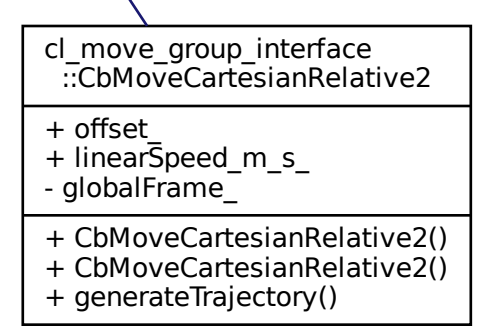 cl_move_group_interface
::CbMoveCartesianRelative2
+ offset_
+ linearSpeed_m_s_
- globalFrame_
+ CbMoveCartesianRelative2()
+ CbMoveCartesianRelative2()
+ generateTrajectory()